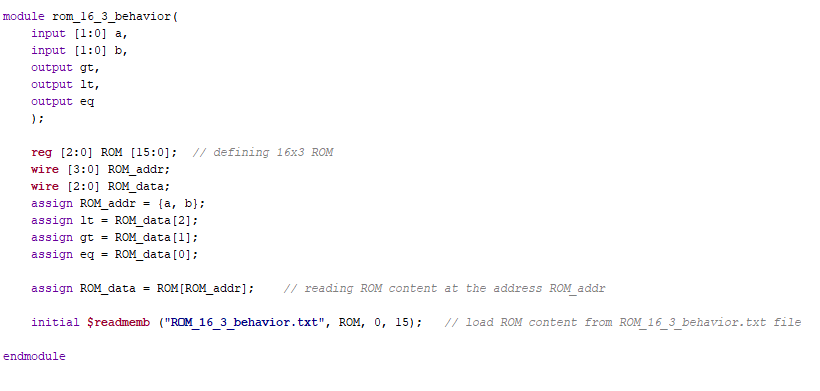 module rom_16_3_behavior(
input [1:0] a,
input [1:0] b,
output gt,
output lt,
output eq
);
reg [2:0] ROM [15:0]; // defining 16x3 ROM
wire [3:0] ROM_addr;
wire [2:0] ROM_data;
assign ROM_addr = {a, b};
assign lt = ROM_data[2];
assign gt = ROM_data[1];
assign eq = ROM_data[0];
assign ROM_data = ROM[ROM_addr]; // reading ROM content at the address ROM_addr
initial $readmemb ("ROM_16_3_behavior.txt", ROM, 0, 15); // load ROM content from ROM_16_3_behavior.txt file
endmodule